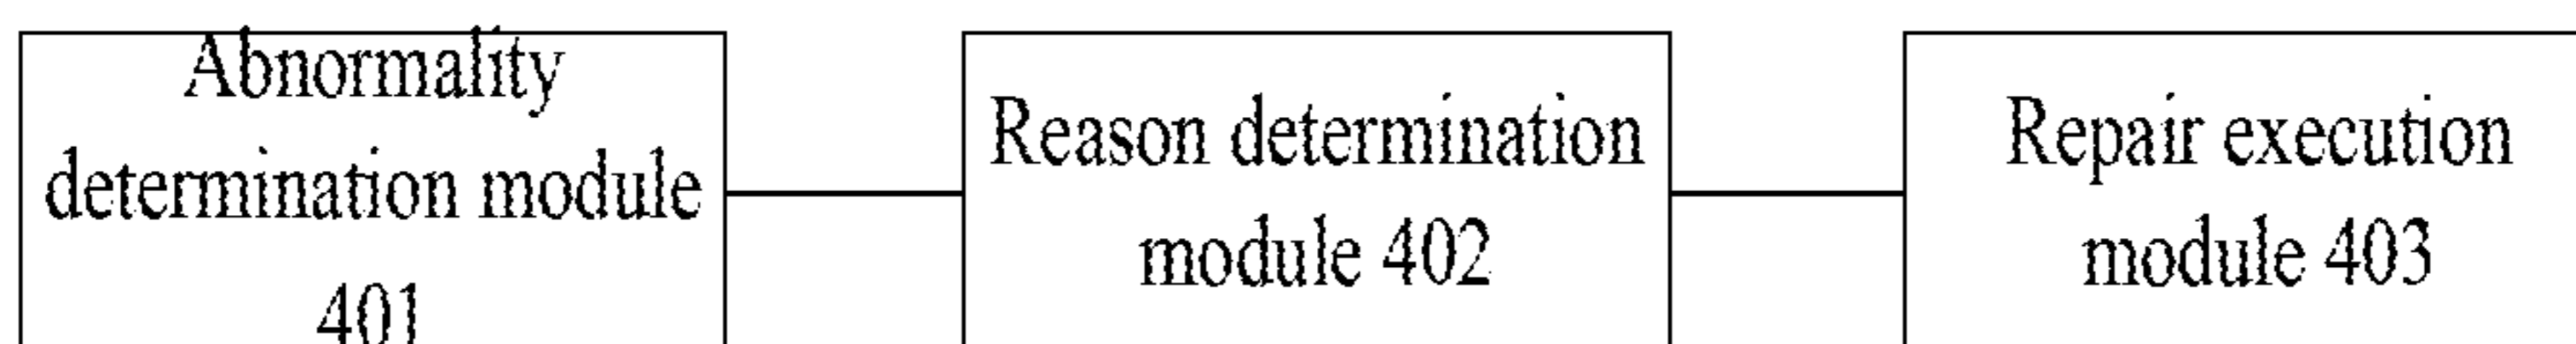 Abnormality
determination module
401
Reason determination
module 402
Repair execution
module 403